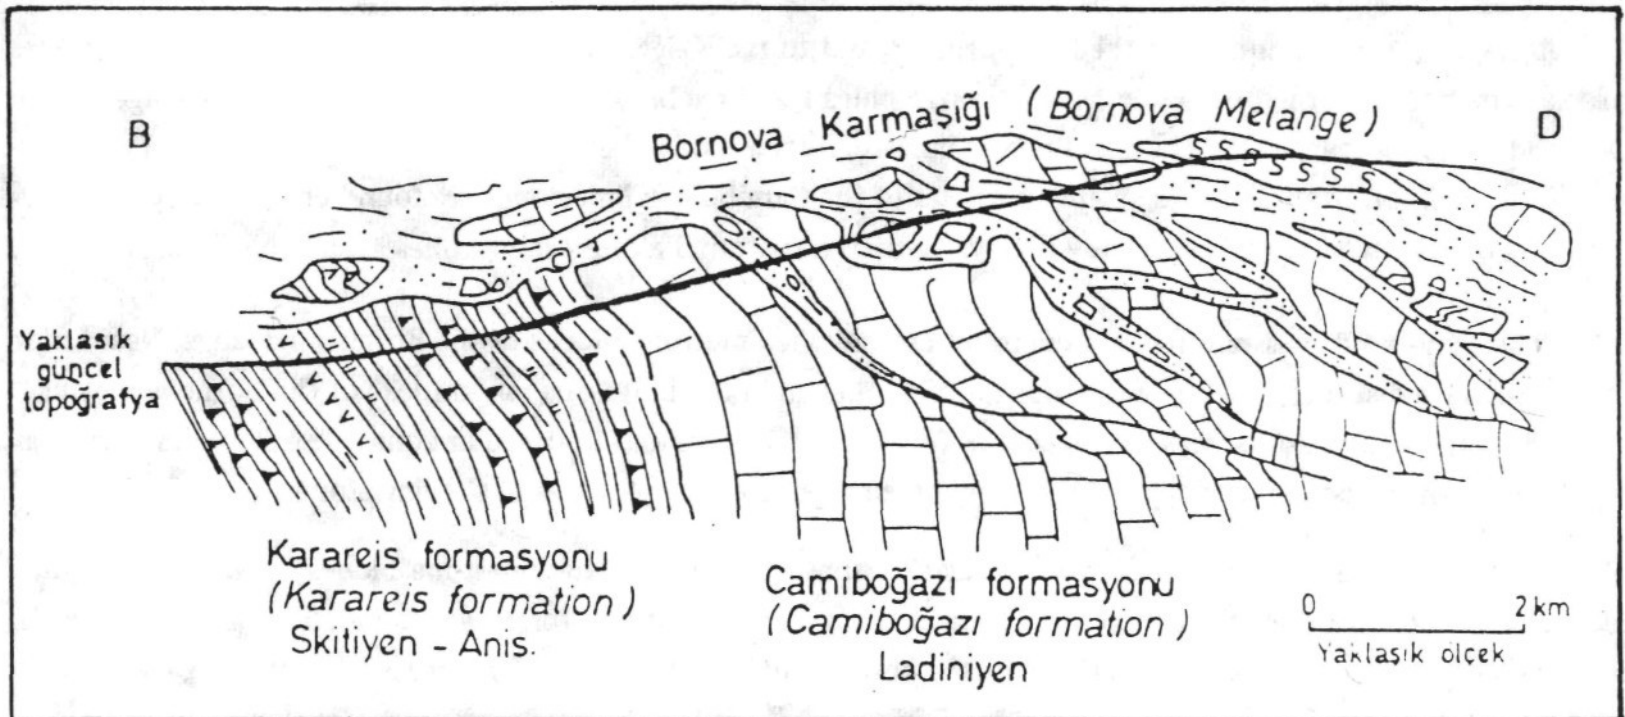 B
Bornova Karmaşığı (Bornova Melange)
D
Yaklaşık
güncel
topoğrafya
Karareis formasyonu
(Karareis formation)
Skitiyen - Anis.
Camiboğazı formasyonu
(Camiboğazı formation)
Ladiniyen
0 2 km
Yaklaşık ölçek